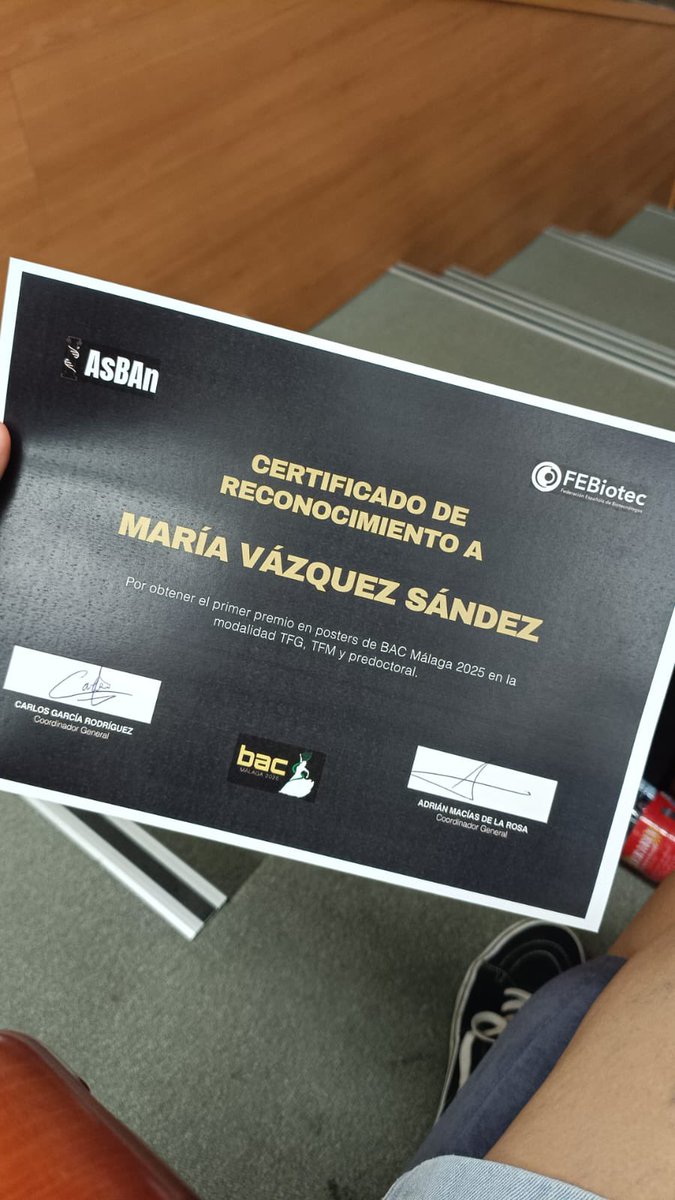 AsBAn
FEBiotec
Federación Española de Biotecnólogos
CERTIFICADO DE
RECONOCIMIENTO A
MARÍA VÁZQUEZ SÁNDEZ
Por obtener el primer premio en posters de BAC Málaga 2025 en la
modalidad TFG, TFM y predoctoral.
CARLOS GARCÍA RODRÍGUEZ
Coordinador General
bac
MÁLAGA 2025
ADRIÁN MACÍAS DE LA ROSA
Coordinador General